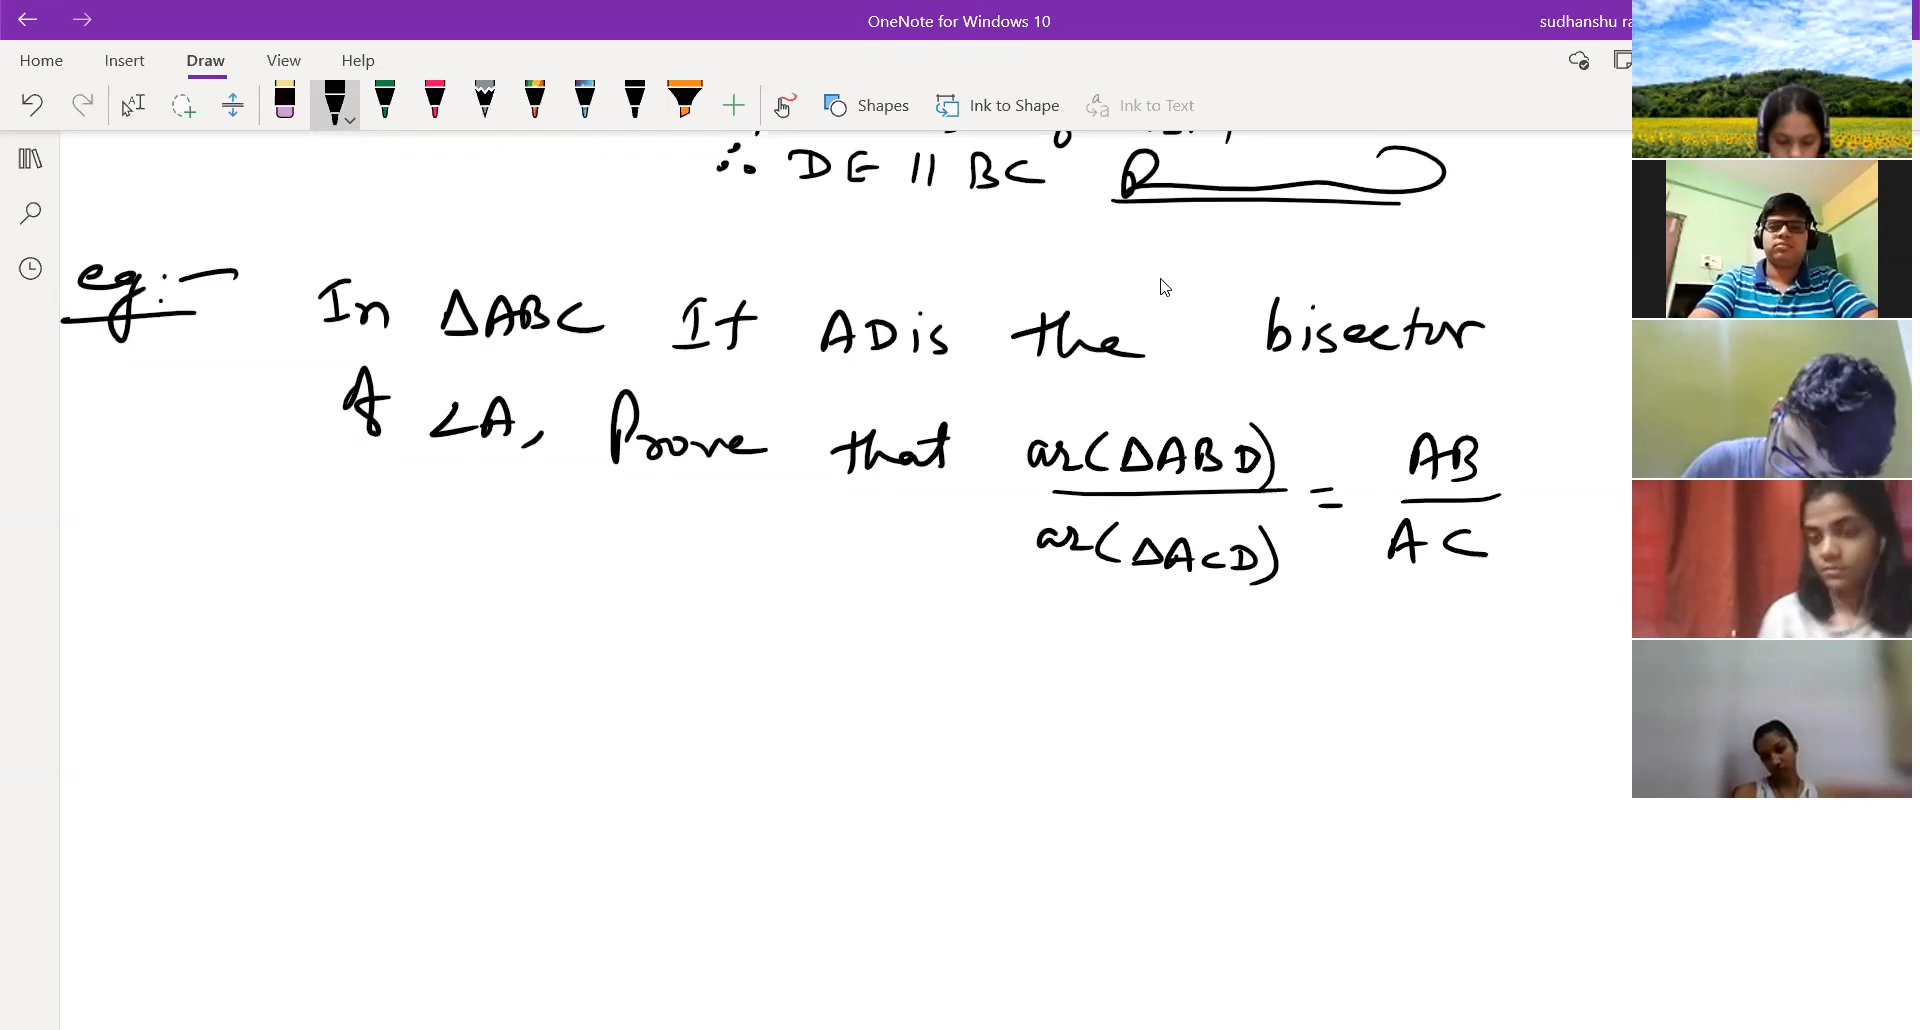 OneNote for Windows 10
sudhanshu ra
Home Insert Draw View Help
Shapes Ink to Shape Ink to Text
∴ DE || BC
eg:-
In ΔABC If AD is the bisector
of ∠A, Prove that ar(ΔABD) / ar(ΔACD) = AB / AC